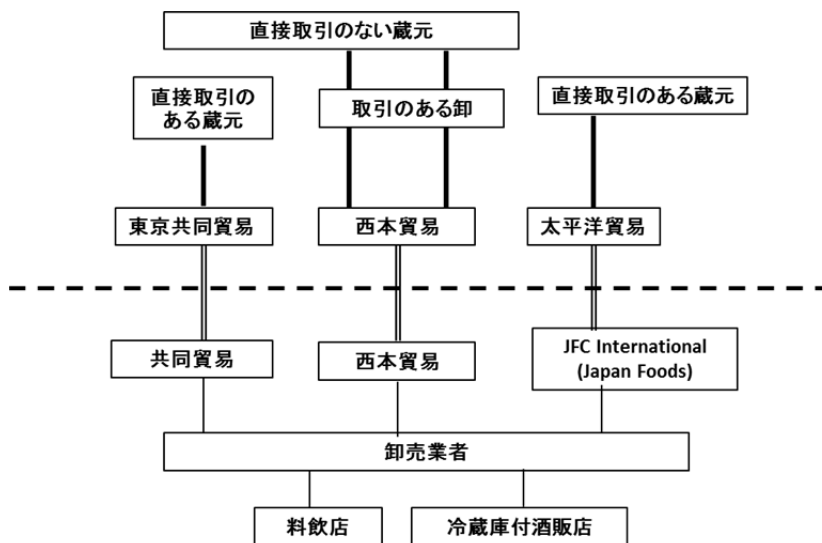 直接取引のない蔵元
直接取引の
ある蔵元
取引のある卸
直接取引のある蔵元
東京共同貿易
西本貿易
太平洋貿易
共同貿易
西本貿易
JFC International
(Japan Foods)
卸売業者
料飲店
冷蔵庫付酒販店